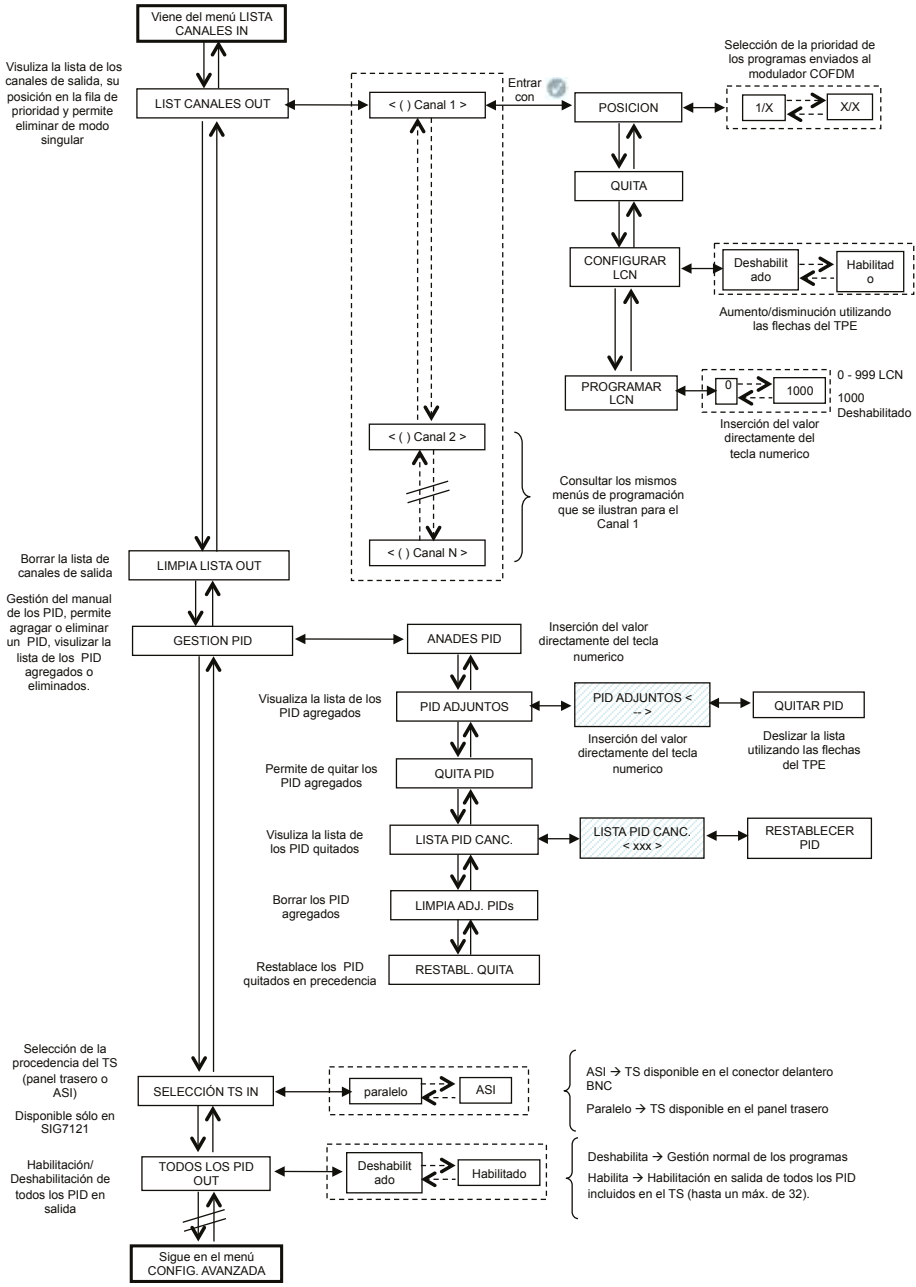 Viene del menú LISTA
CANALES IN
Visuliza la lista de los
canales de salida, su
posición en la fila de
prioridad y permite
eliminar de modo
singular
LIST CANALES OUT
< ( ) Canal 1 >
Entrar
con
POSICION
Selección de la prioridad de
los programas enviados al
modulador COFDM
1/X
X/X
QUITA
CONFIGURAR
LCN
Deshabilit
ado
Habilitad
o
Aumento/disminución utilizando
las flechas del TPE
PROGRAMAR
LCN
0
1000
0 - 999 LCN
1000
Deshabilitado
Inserción del valor
directamente del
tecla numerico
< ( ) Canal 2 >
Consultar los mismos
menús de programación
que se ilustran para el
Canal 1
< ( ) Canal N >
Borrar la lista de
canales de salida
LIMPIA LISTA OUT
Gestión del manual
de los PID, permite
agragar o eliminar
un PID, visulizar la
lista de los PID
agregados o
eliminados.
GESTION PID
ANADES PID
Inserción del valor
directamente del tecla
numerico
Visualiza la lista de los
PID agregados
PID ADJUNTOS
PID ADJUNTOS <
-- >
QUITAR PID
Inserción del valor
directamente del tecla
numerico
Deslizar la lista
utilizando las flechas
del TPE
Permite de quitar los
PID agregados
QUITA PID
Visuliza la lista de
los PID quitados
LISTA PID CANC.
LISTA PID CANC.
< xxx >
RESTABLECER
PID
Borrar los PID
agregados
LIMPIA ADJ. PIDs
Restablace los PID
quitados en precedencia
RESTABL. QUITA
Selección de la
procedencia del TS
(panel trasero o
ASI)
Disponible sólo en
SIG7121
SELECCIÓN TS IN
paralelo
ASI
ASI → TS disponible en el conector delantero
BNC
Paralelo → TS disponible en el panel trasero
Habilitación/
Deshabilitación de
todos los PID en
salida
TODOS LOS PID
OUT
Deshabilit
ado
Habilitado
Deshabilita → Gestión normal de los programas
Habilita → Habilitación en salida de todos los PID
incluidos en el TS (hasta un máx. de 32).
Sigue en el menú
CONFIG. AVANZADA